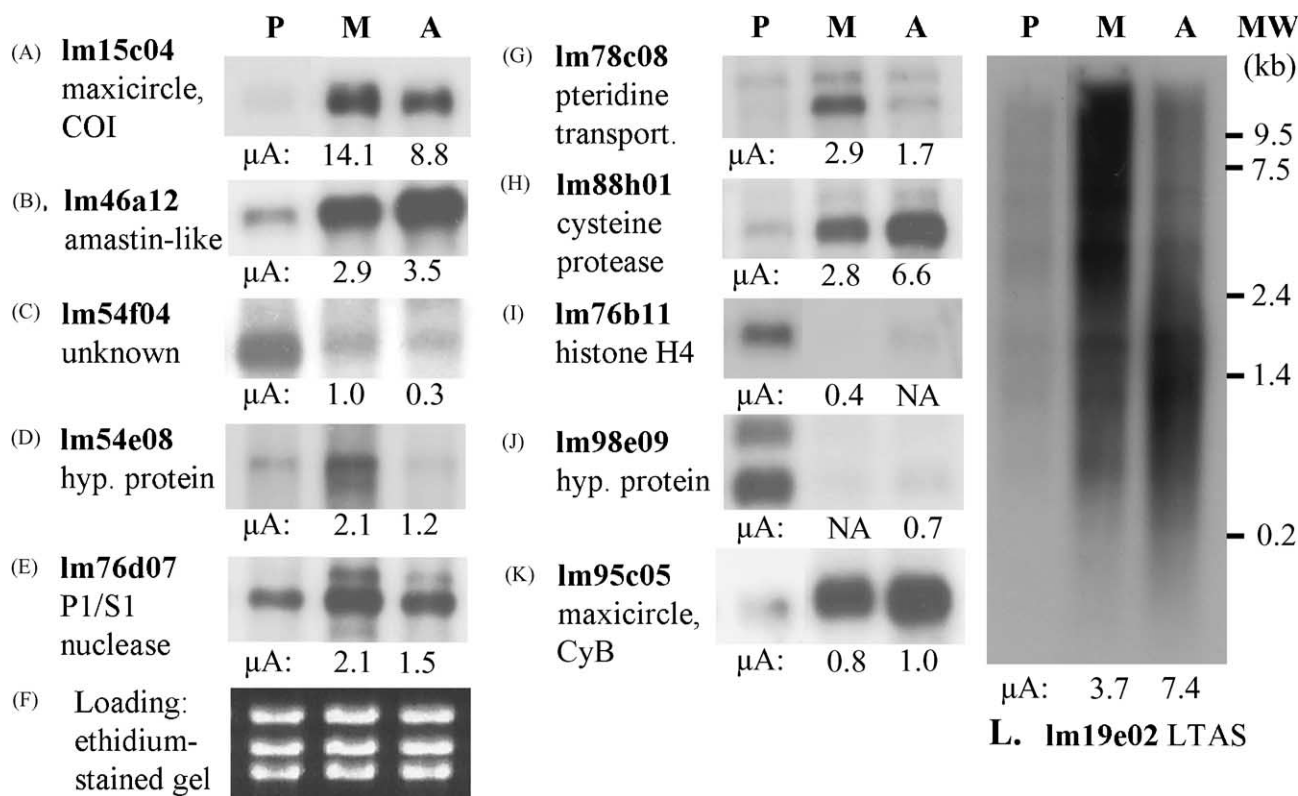 P M A
(A) lm15c04
maxicircle,
COI
µA: 14.1 8.8
(B). lm46a12
amastin-like
µA: 2.9 3.5
(C) lm54f04
unknown
µA: 1.0 0.3
(D) lm54e08
hyp. protein
µA: 2.1 1.2
(E) lm76d07
P1/S1
nuclease
µA: 2.1 1.5
(F) Loading:
ethidium-
stained gel
P M A
(G) lm78c08
pteridine
transport.
µA: 2.9 1.7
(H) lm88h01
cysteine
protease
µA: 2.8 6.6
(I) lm76b11
histone H4
µA: 0.4 NA
(J) lm98e09
hyp. protein
µA: NA 0.7
(K) lm95c05
maxicircle,
CyB
µA: 0.8 1.0
P M A MW
(kb)
9.5
7.5
2.4
1.4
0.2
µA: 3.7 7.4
L. lm19e02 LTAS